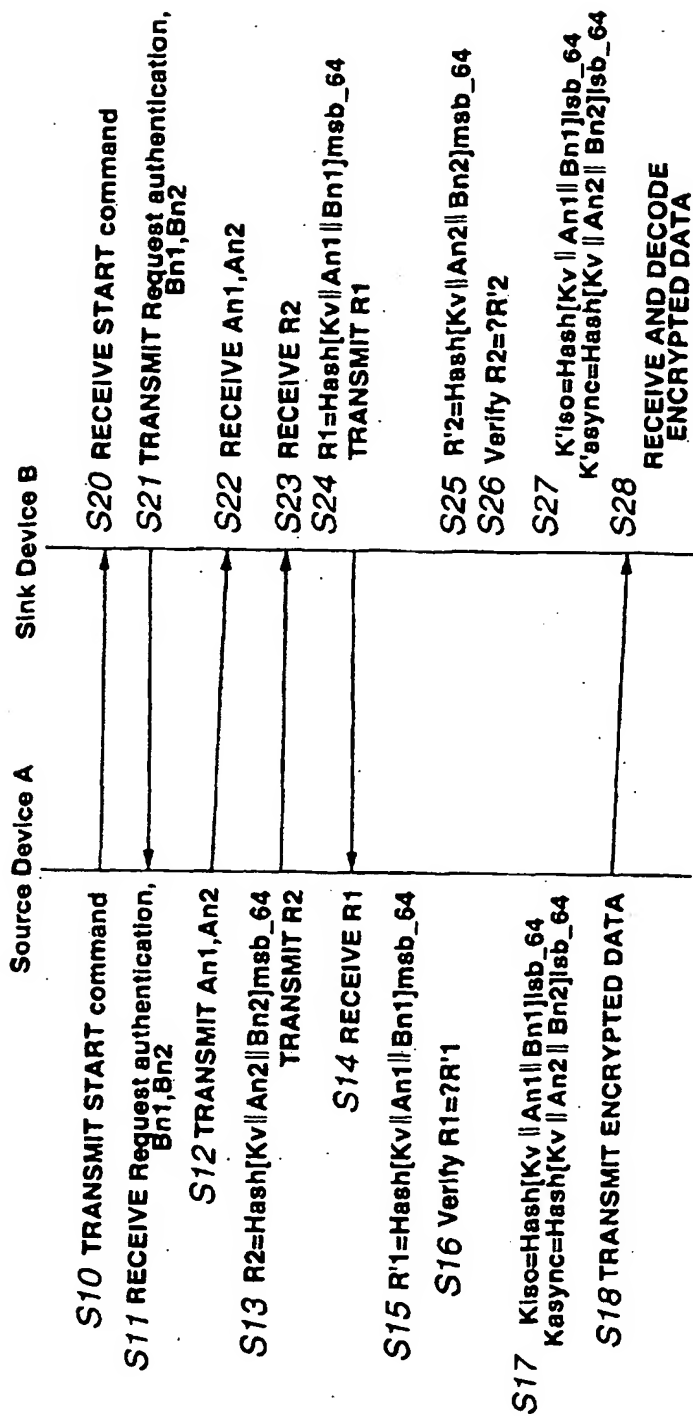 Source Device A
Sink Device B
S10 TRANSMIT START command
S11 RECEIVE Request authentication,
Bn1,Bn2
S12 TRANSMIT An1,An2
S13 R2=Hash[Kv||An2||Bn2]msb_64
TRANSMIT R2
S14 RECEIVE R1
S15 R'1=Hash[Kv||An1||Bn1]msb_64
S16 Verify R1=?R'1
S17 Kiso=Hash[Kv||An1||Bn1]lsb_64
Kasync=Hash[Kv||An2||Bn2]lsb_64
S18 TRANSMIT ENCRYPTED DATA
S20 RECEIVE START command
S21 TRANSMIT Request authentication,
Bn1,Bn2
S22 RECEIVE An1,An2
S23 RECEIVE R2
S24 R1=Hash[Kv||An1||Bn1]msb_64
TRANSMIT R1
S25 R'2=Hash[Kv||An2||Bn2]msb_64
S26 Verify R2=?R'2
S27 K'iso=Hash[Kv||An1||Bn1]lsb_64
K'async=Hash[Kv||An2||Bn2]lsb_64
S28 RECEIVE AND DECODE
ENCRYPTED DATA